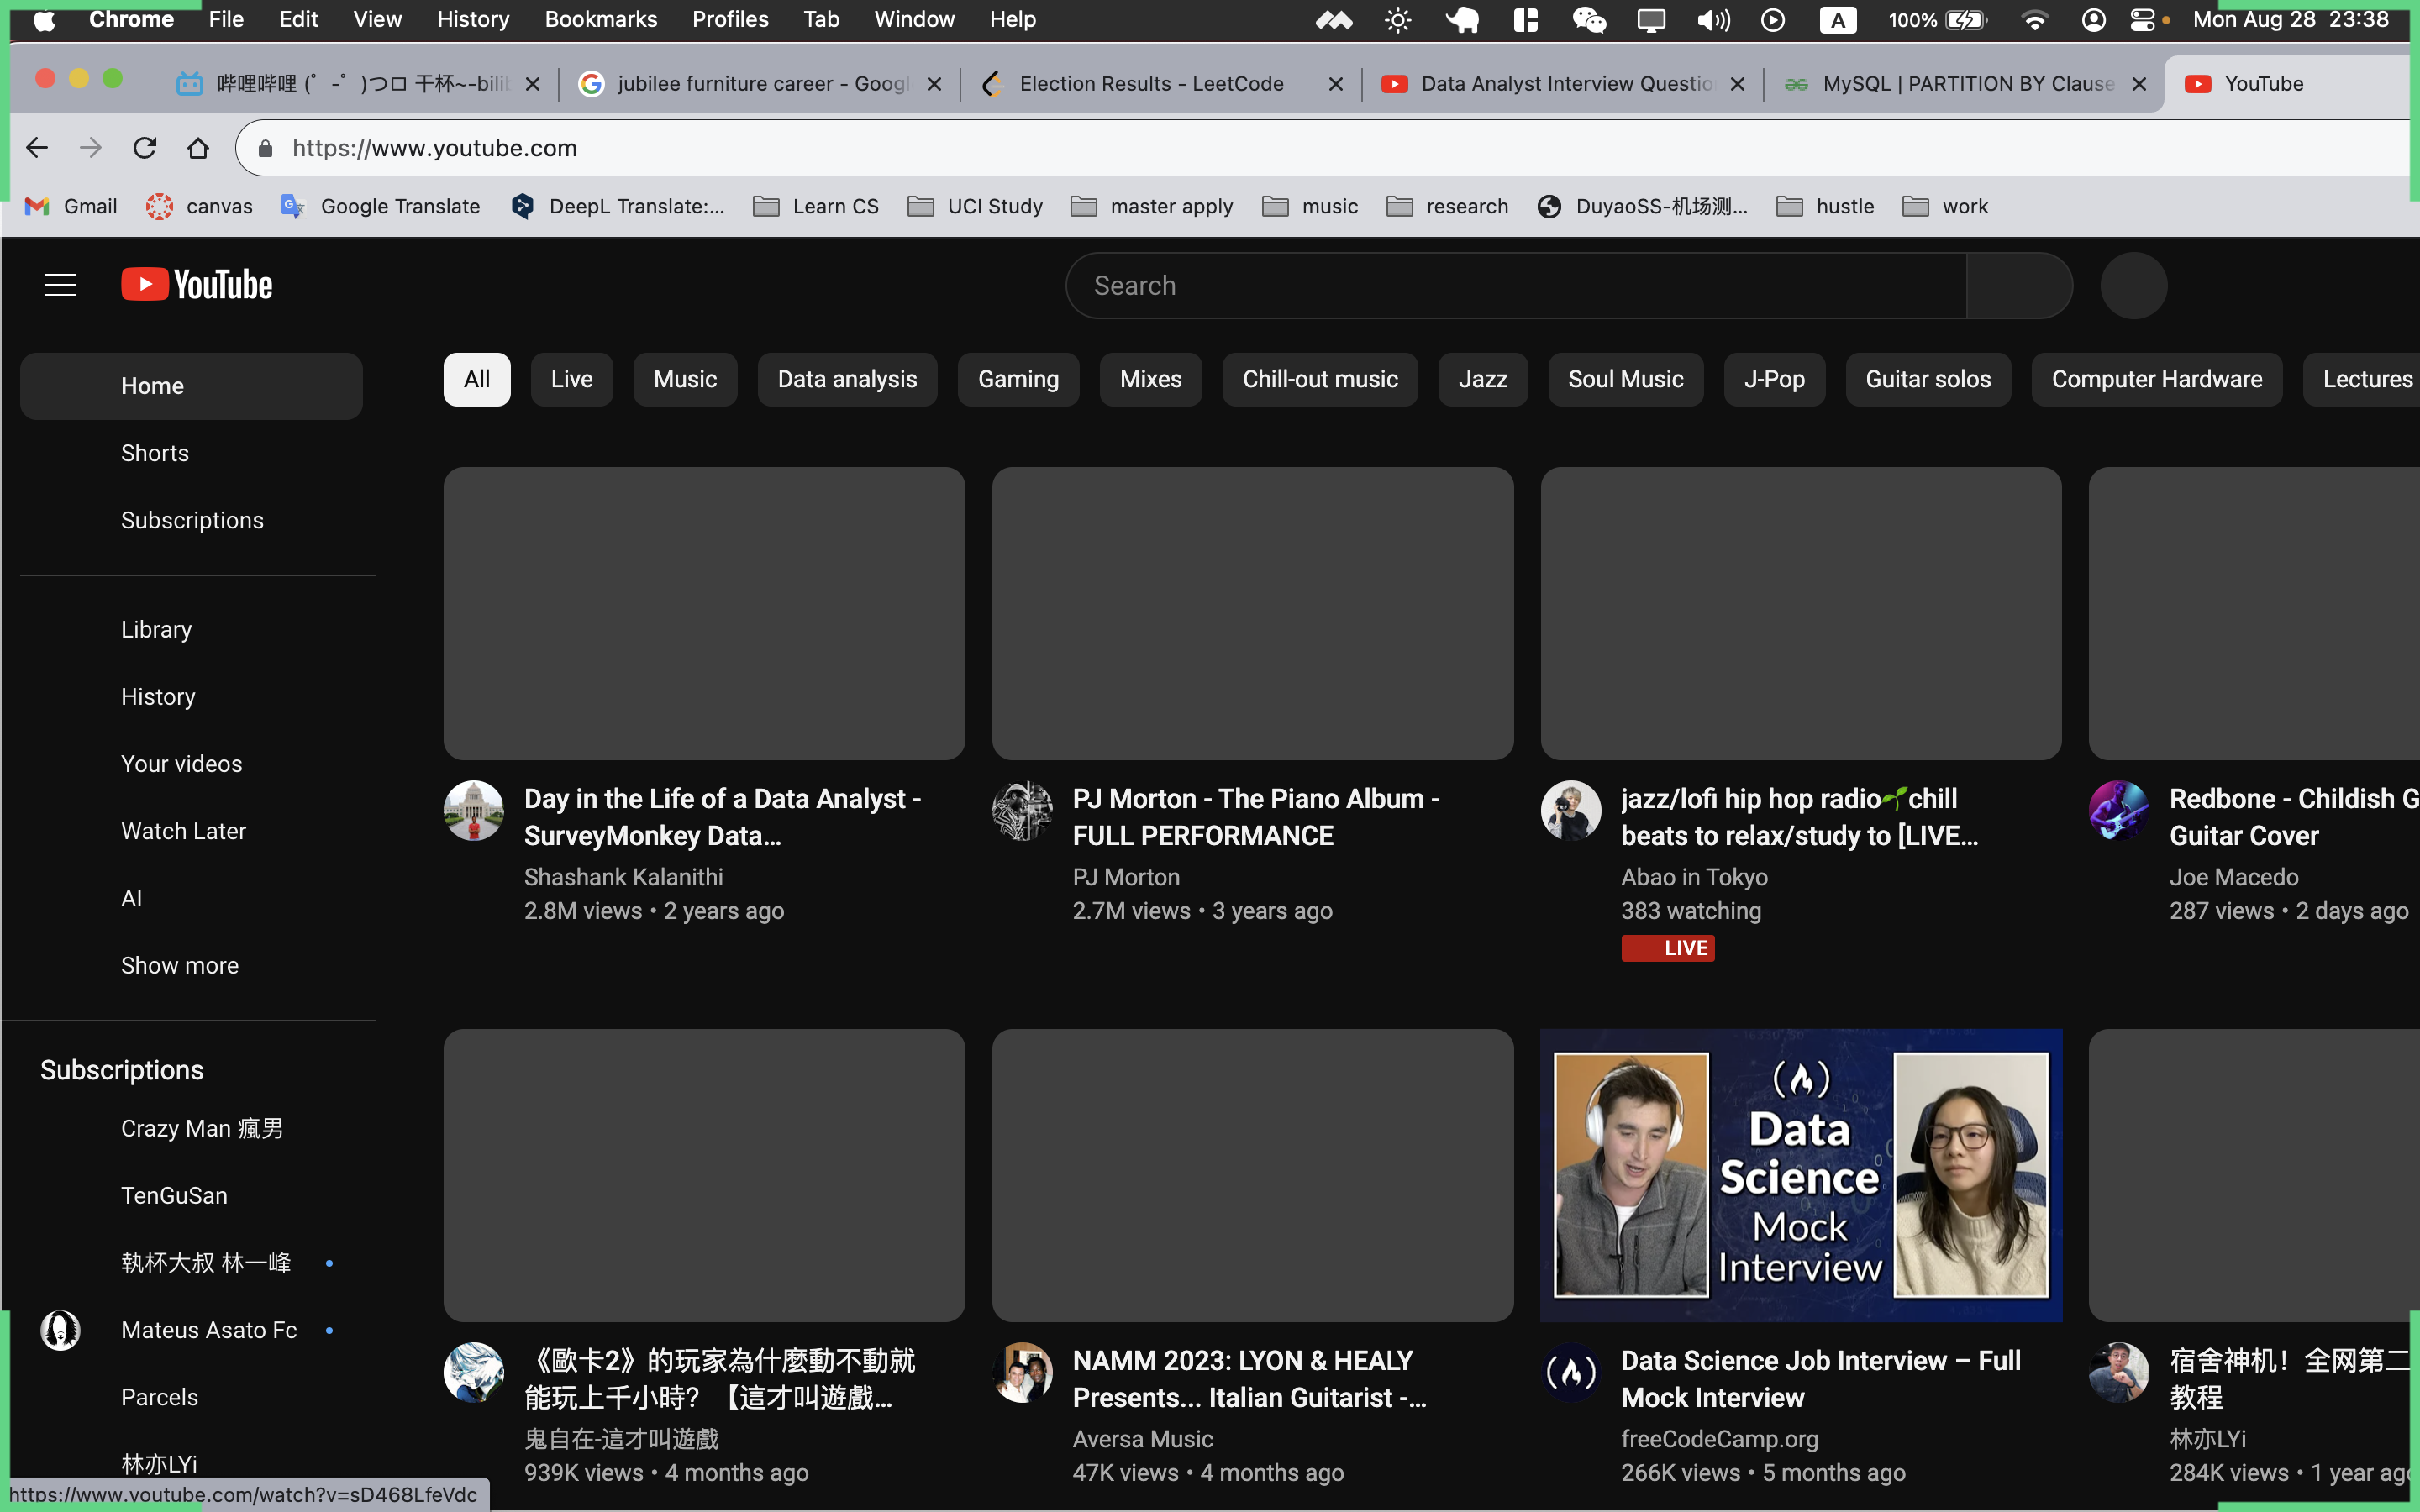 Chrome File Edit View History Bookmarks Profiles Tab Window Help A 100% Mon Aug 28 23:38
哔哩哔哩 (゜-゜)つロ 干杯~-bili jubilee furniture career - Googl Election Results - LeetCode Data Analyst Interview Questio MySQL | PARTITION BY Clause YouTube
https://www.youtube.com
Gmail canvas Google Translate DeepL Translate:... Learn CS UCI Study master apply music research DuyaoSS-机场测... hustle work
YouTube Search
All Live Music Data analysis Gaming Mixes Chill-out music Jazz Soul Music J-Pop Guitar solos Computer Hardware Lectures
Home
Shorts
Subscriptions
Library
History
Your videos
Watch Later
AI
Show more
Subscriptions
Crazy Man 瘋男
TenGuSan
執杯大叔 林一峰
Mateus Asato Fc
Parcels
林亦LYi
https://www.youtube.com/watch?v=sD468LfeVdc
Day in the Life of a Data Analyst -
SurveyMonkey Data...
Shashank Kalanithi
2.8M views • 2 years ago
PJ Morton - The Piano Album -
FULL PERFORMANCE
PJ Morton
2.7M views • 3 years ago
jazz/lofi hip hop radio🌱chill
beats to relax/study to [LIVE...
Abao in Tokyo
383 watching
LIVE
Redbone - Childish G
Guitar Cover
Joe Macedo
287 views • 2 days ago
《歐卡2》的玩家為什麼動不動就
能玩上千小時？【這才叫遊戲...
鬼自在-這才叫遊戲
939K views • 4 months ago
NAMM 2023: LYON & HEALY
Presents... Italian Guitarist -...
Aversa Music
47K views • 4 months ago
Data
Science
Mock
Interview
Data Science Job Interview – Full
Mock Interview
freeCodeCamp.org
266K views • 5 months ago
宿舍神机！全网第二
教程
林亦LYi
284K views • 1 year ago